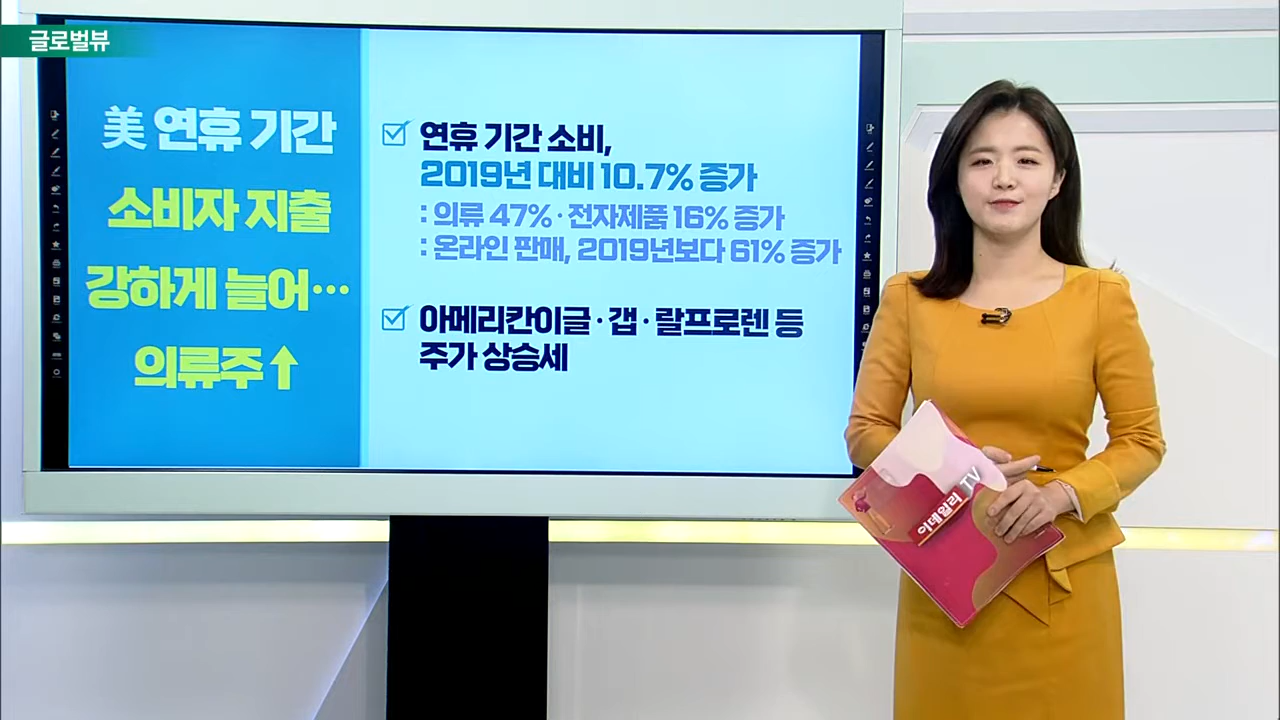 글로벌뷰
美 연휴 기간
소비자 지출
강하게 늘어…
의류주↑
연휴 기간 소비,
2019년 대비 10.7% 증가
: 의류 47%·전자제품 16% 증가
: 온라인 판매, 2019년보다 61% 증가
아메리칸이글·갭·랄프로렌 등
주가 상승세
이데일리 TV